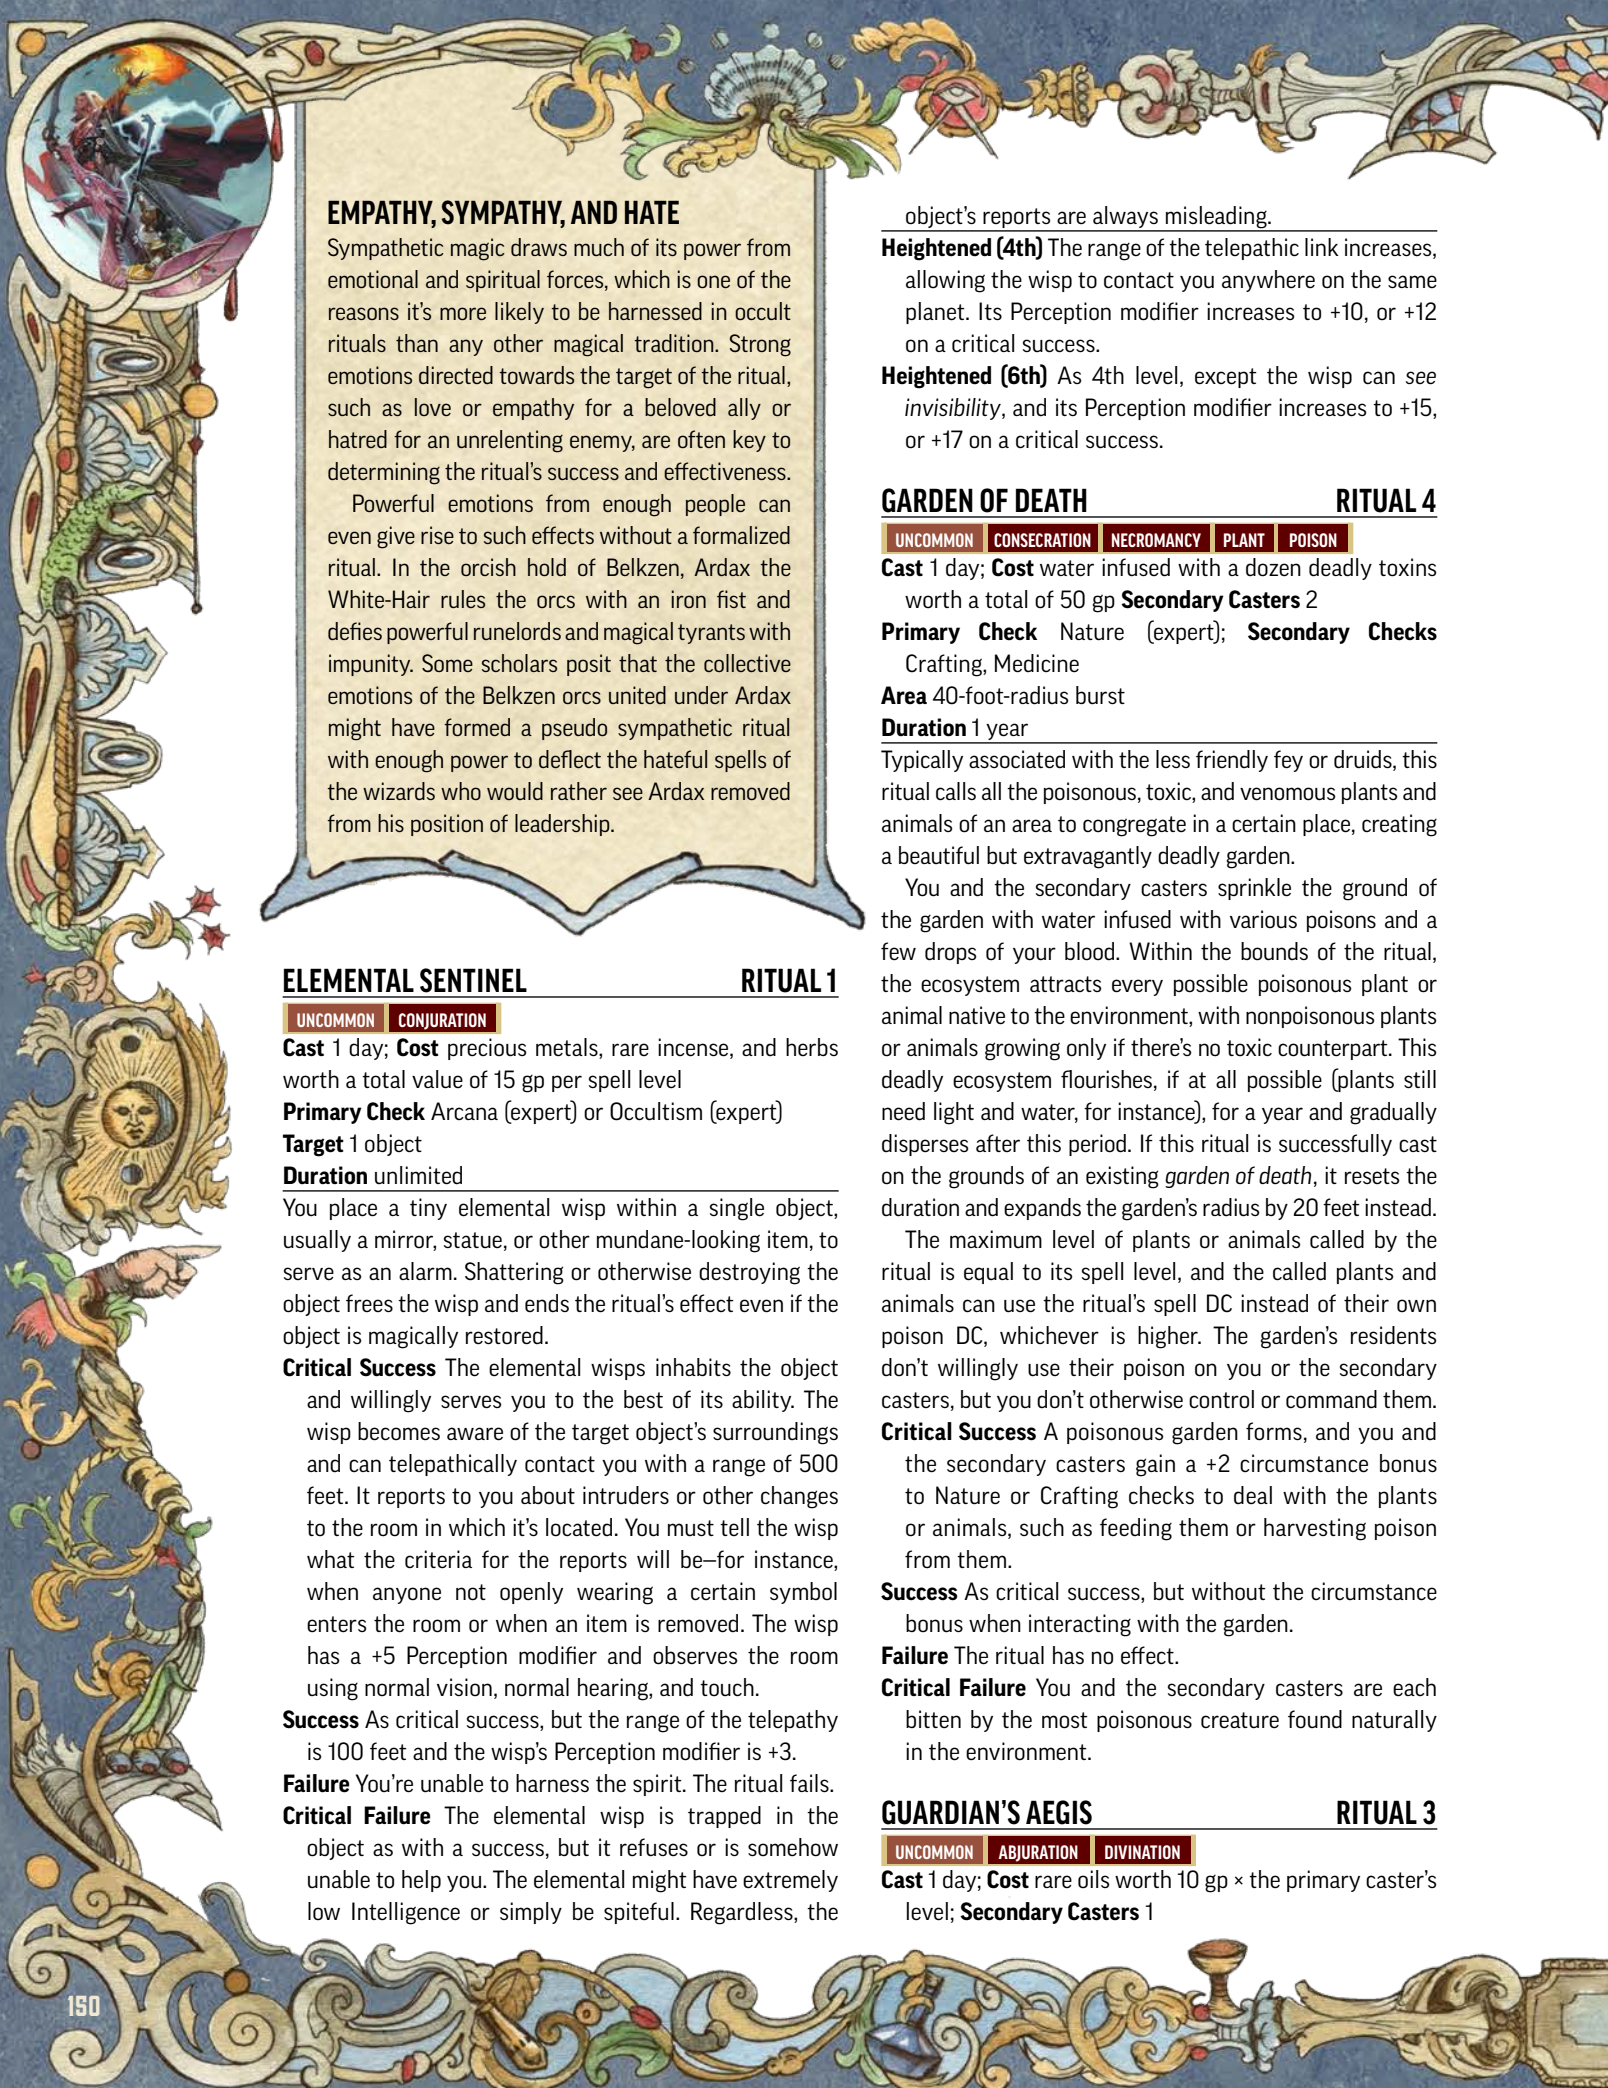 EMPATHY, SYMPATHY, AND HATE
Sympathetic magic draws much of its power from
emotional and spiritual forces, which is one of the
reasons it's more likely to be harnessed in occult
rituals than any other magical tradition. Strong
emotions directed towards the target of the ritual,
such as love or empathy for a beloved ally or
hatred for an unrelenting enemy, are often key to
determining the ritual's success and effectiveness.
Powerful emotions from enough people can
even give rise to such effects without a formalized
ritual. In the orcish hold of Belkzen, Ardax the
White-Hair rules the orcs with an iron fist and
defies powerful runelords and magical tyrants with
impunity. Some scholars posit that the collective
emotions of the Belkzen orcs united under Ardax
might have formed a pseudo sympathetic ritual
with enough power to deflect the hateful spells of
the wizards who would rather see Ardax removed
from his position of leadership.
ELEMENTAL SENTINEL RITUAL 1
UNCOMMON CONJURATION
Cast 1 day; Cost precious metals, rare incense, and herbs
worth a total value of 15 gp per spell level
Primary Check Arcana (expert) or Occultism (expert)
Target 1 object
Duration unlimited
You place a tiny elemental wisp within a single object,
usually a mirror, statue, or other mundane-looking item, to
serve as an alarm. Shattering or otherwise destroying the
object frees the wisp and ends the ritual's effect even if the
object is magically restored.
Critical Success The elemental wisps inhabits the object
and willingly serves you to the best of its ability. The
wisp becomes aware of the target object's surroundings
and can telepathically contact you with a range of 500
feet. It reports to you about intruders or other changes
to the room in which it's located. You must tell the wisp
what the criteria for the reports will be—for instance,
when anyone not openly wearing a certain symbol
enters the room or when an item is removed. The wisp
has a +5 Perception modifier and observes the room
using normal vision, normal hearing, and touch.
Success As critical success, but the range of the telepathy
is 100 feet and the wisp's Perception modifier is +3.
Failure You're unable to harness the spirit. The ritual fails.
Critical Failure The elemental wisp is trapped in the
object as with a success, but it refuses or is somehow
unable to help you. The elemental might have extremely
low Intelligence or simply be spiteful. Regardless, the
object's reports are always misleading.
Heightened (4th) The range of the telepathic link increases,
allowing the wisp to contact you anywhere on the same
planet. Its Perception modifier increases to +10, or +12
on a critical success.
Heightened (6th) As 4th level, except the wisp can see
invisibility, and its Perception modifier increases to +15,
or +17 on a critical success.
GARDEN OF DEATH RITUAL 4
UNCOMMON CONSECRATION NECROMANCY PLANT POISON
Cast 1 day; Cost water infused with a dozen deadly toxins
worth a total of 50 gp Secondary Casters 2
Primary Check Nature (expert); Secondary Checks
Crafting, Medicine
Area 40-foot-radius burst
Duration 1 year
Typically associated with the less friendly fey or druids, this
ritual calls all the poisonous, toxic, and venomous plants and
animals of an area to congregate in a certain place, creating
a beautiful but extravagantly deadly garden.
You and the secondary casters sprinkle the ground of
the garden with water infused with various poisons and a
few drops of your blood. Within the bounds of the ritual,
the ecosystem attracts every possible poisonous plant or
animal native to the environment, with nonpoisonous plants
or animals growing only if there's no toxic counterpart. This
deadly ecosystem flourishes, if at all possible (plants still
need light and water, for instance), for a year and gradually
disperses after this period. If this ritual is successfully cast
on the grounds of an existing garden of death, it resets the
duration and expands the garden's radius by 20 feet instead.
The maximum level of plants or animals called by the
ritual is equal to its spell level, and the called plants and
animals can use the ritual's spell DC instead of their own
poison DC, whichever is higher. The garden's residents
don't willingly use their poison on you or the secondary
casters, but you don't otherwise control or command them.
Critical Success A poisonous garden forms, and you and
the secondary casters gain a +2 circumstance bonus
to Nature or Crafting checks to deal with the plants
or animals, such as feeding them or harvesting poison
from them.
Success As critical success, but without the circumstance
bonus when interacting with the garden.
Failure The ritual has no effect.
Critical Failure You and the secondary casters are each
bitten by the most poisonous creature found naturally
in the environment.
GUARDIAN'S AEGIS RITUAL 3
UNCOMMON ABJURATION DIVINATION
Cast 1 day; Cost rare oils worth 10 gp × the primary caster's
level; Secondary Casters 1
150